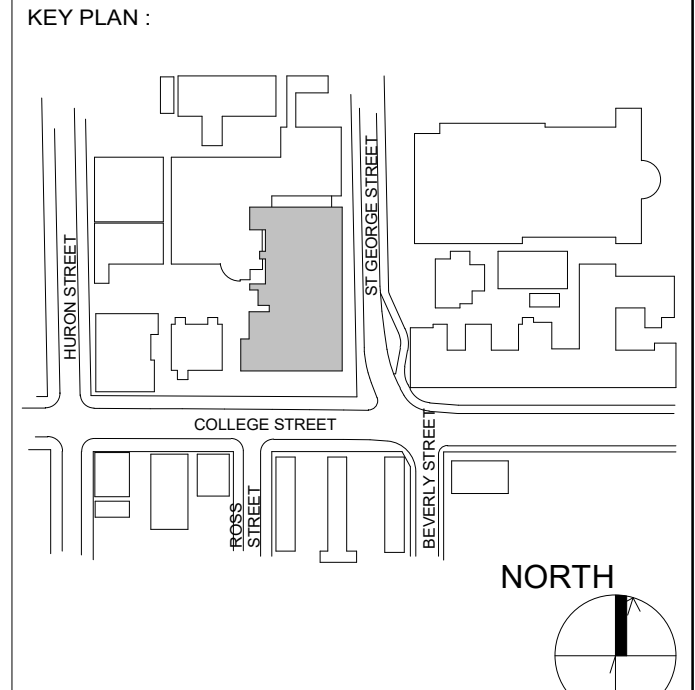 KEY PLAN :
HURON STREET
ST GEORGE STREET
COLLEGE STREET
ROSS
STREET
BEVERLY STREET
NORTH